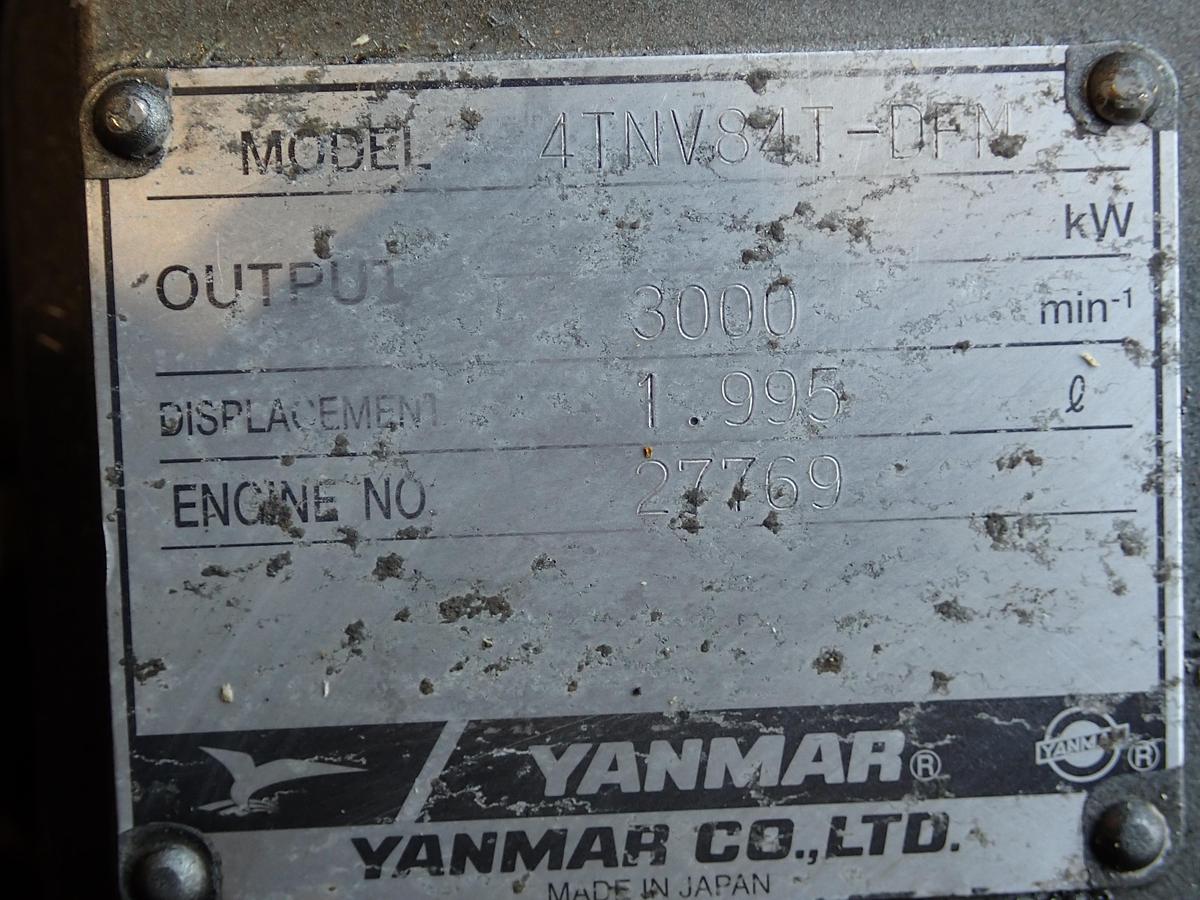 MODEL 4TNV84T-DFM
kW
OUTPUT
3000 min-1
DISPLACEMENT 1.995 ℓ
ENGINE NO. 27769
YANMAR® YANMAR®
YANMAR CO.,LTD.
MADE IN JAPAN